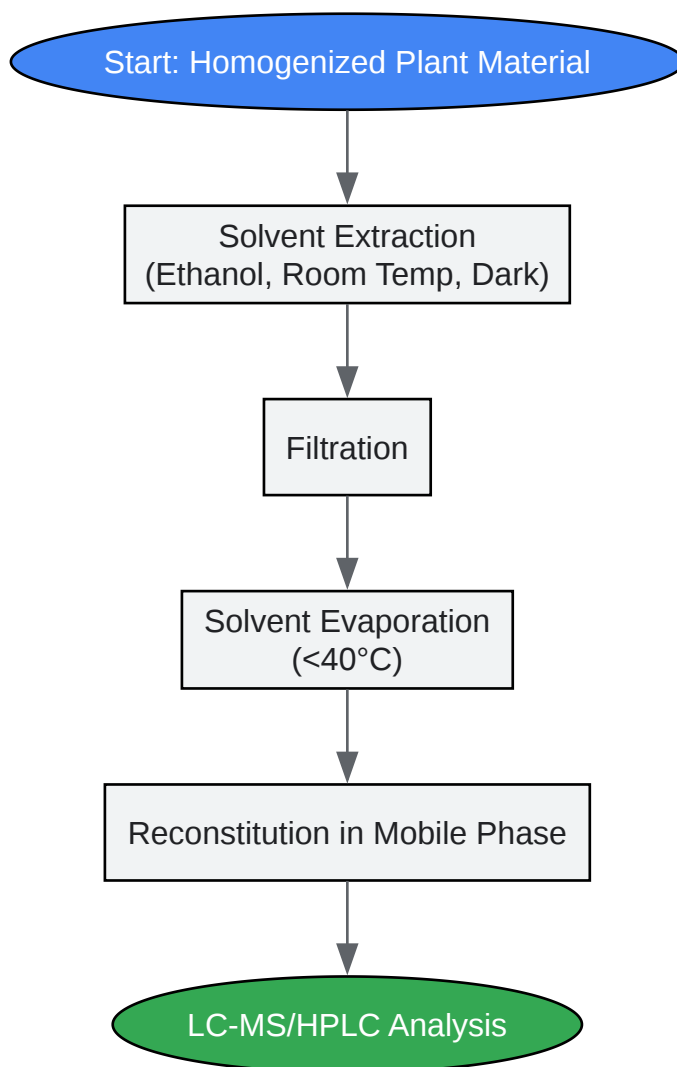 Start: Homogenized Plant Material
Solvent Extraction
(Ethanol, Room Temp, Dark)
Filtration
Solvent Evaporation
(<40°C)
Reconstitution in Mobile Phase
LC-MS/HPLC Analysis